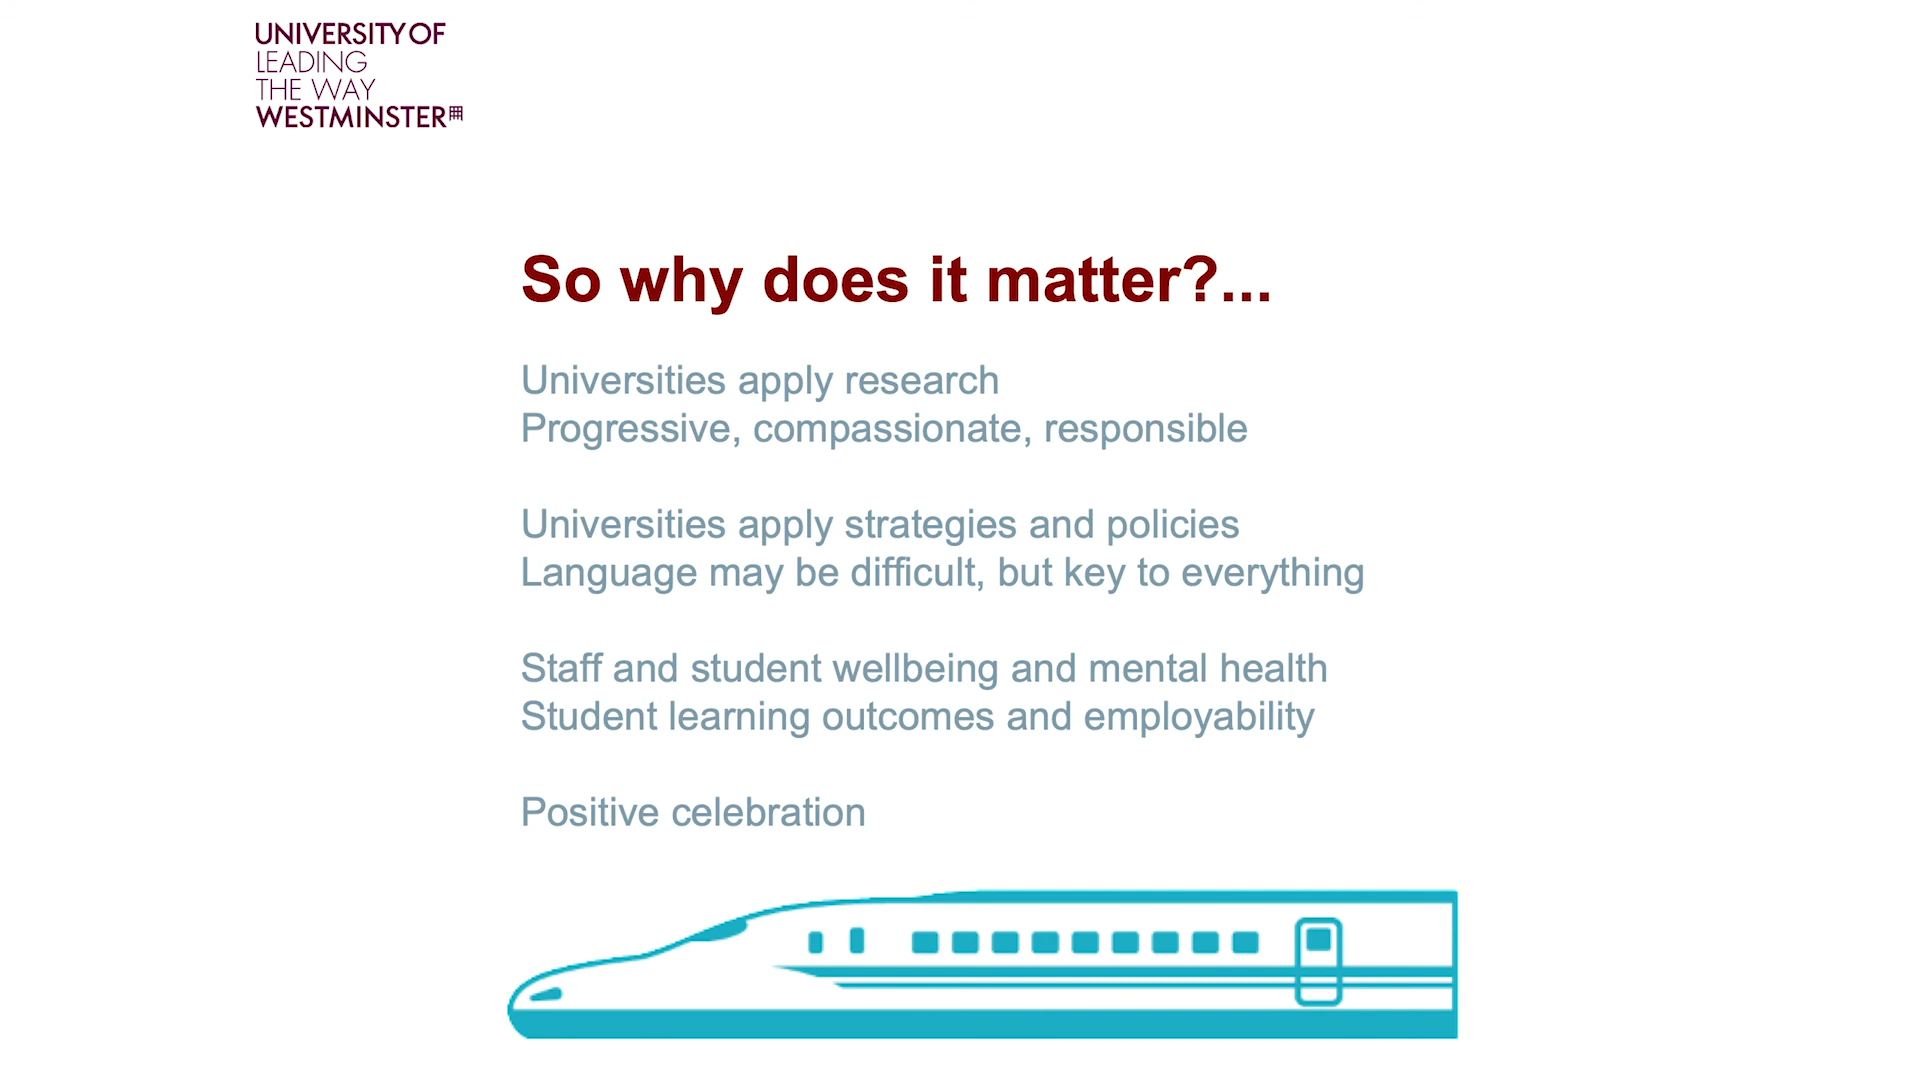 UNIVERSITY OF
LEADING
THE WAY
WESTMINSTER
So why does it matter?...
Universities apply research
Progressive, compassionate, responsible
Universities apply strategies and policies
Language may be difficult, but key to everything
Staff and student wellbeing and mental health
Student learning outcomes and employability
Positive celebration